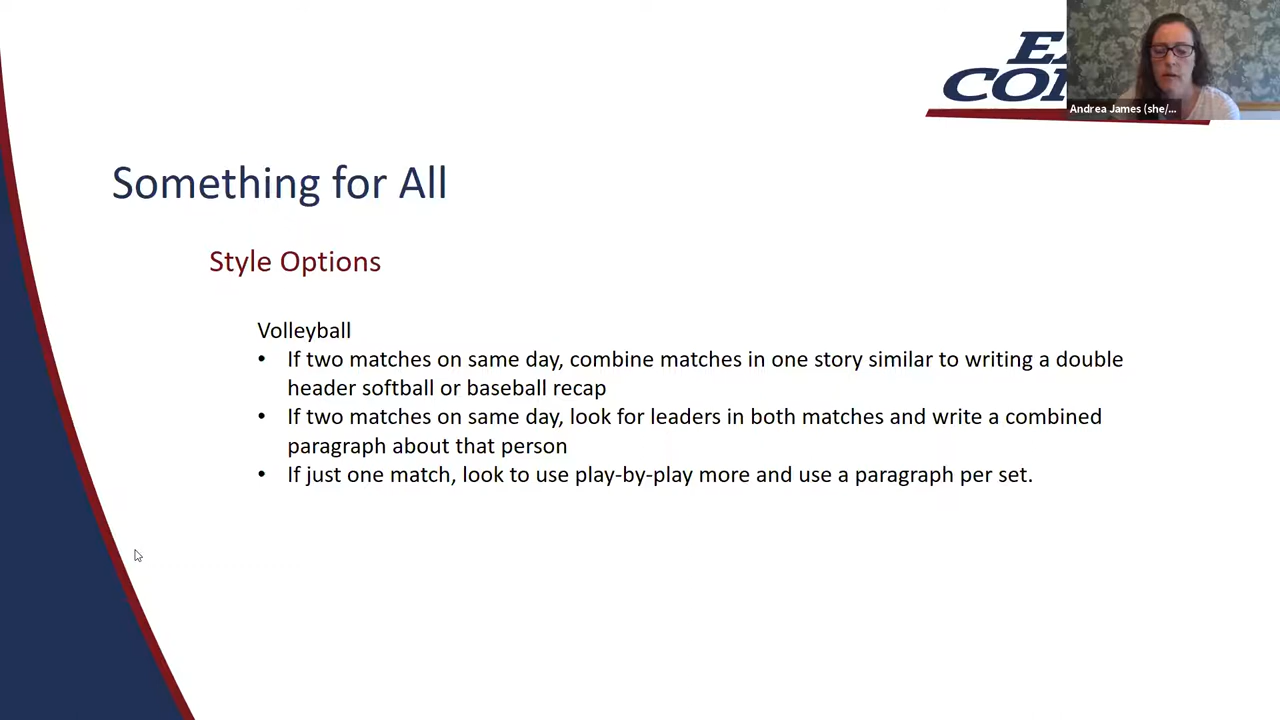 Andrea James (she/...
Something for All
Style Options
Volleyball
• If two matches on same day, combine matches in one story similar to writing a double
header softball or baseball recap
• If two matches on same day, look for leaders in both matches and write a combined
paragraph about that person
• If just one match, look to use play-by-play more and use a paragraph per set.